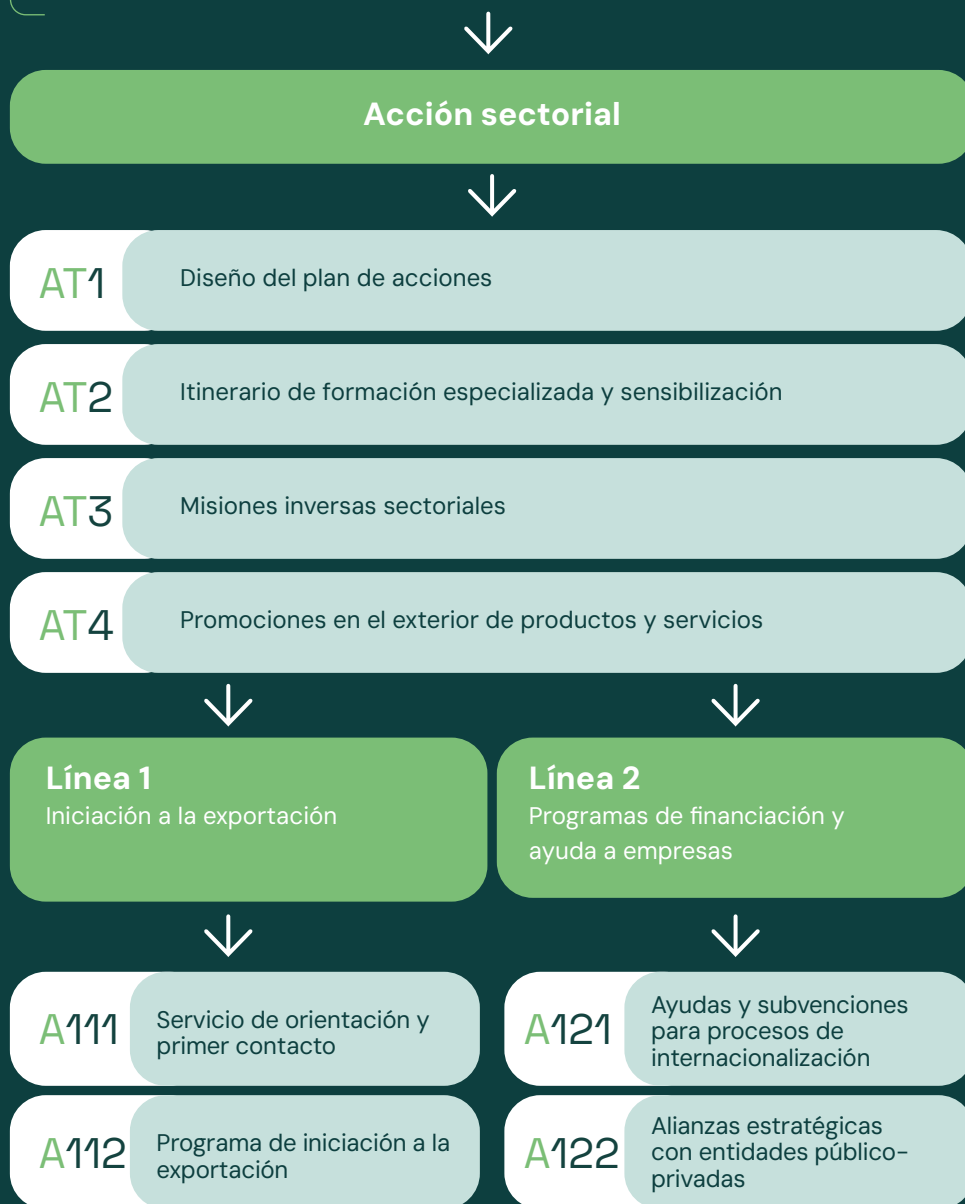 Acción sectorial
AT1
Diseño del plan de acciones
AT2
Itinerario de formación especializada y sensibilización
AT3
Misiones inversas sectoriales
AT4
Promociones en el exterior de productos y servicios
Línea 1
Iniciación a la exportación
Línea 2
Programas de financiación y
ayuda a empresas
A111
Servicio de orientación y
primer contacto
A112
Programa de iniciación a la
exportación
A121
Ayudas y subvenciones
para procesos de
internacionalización
A122
Alianzas estratégicas
con entidades público-
privadas